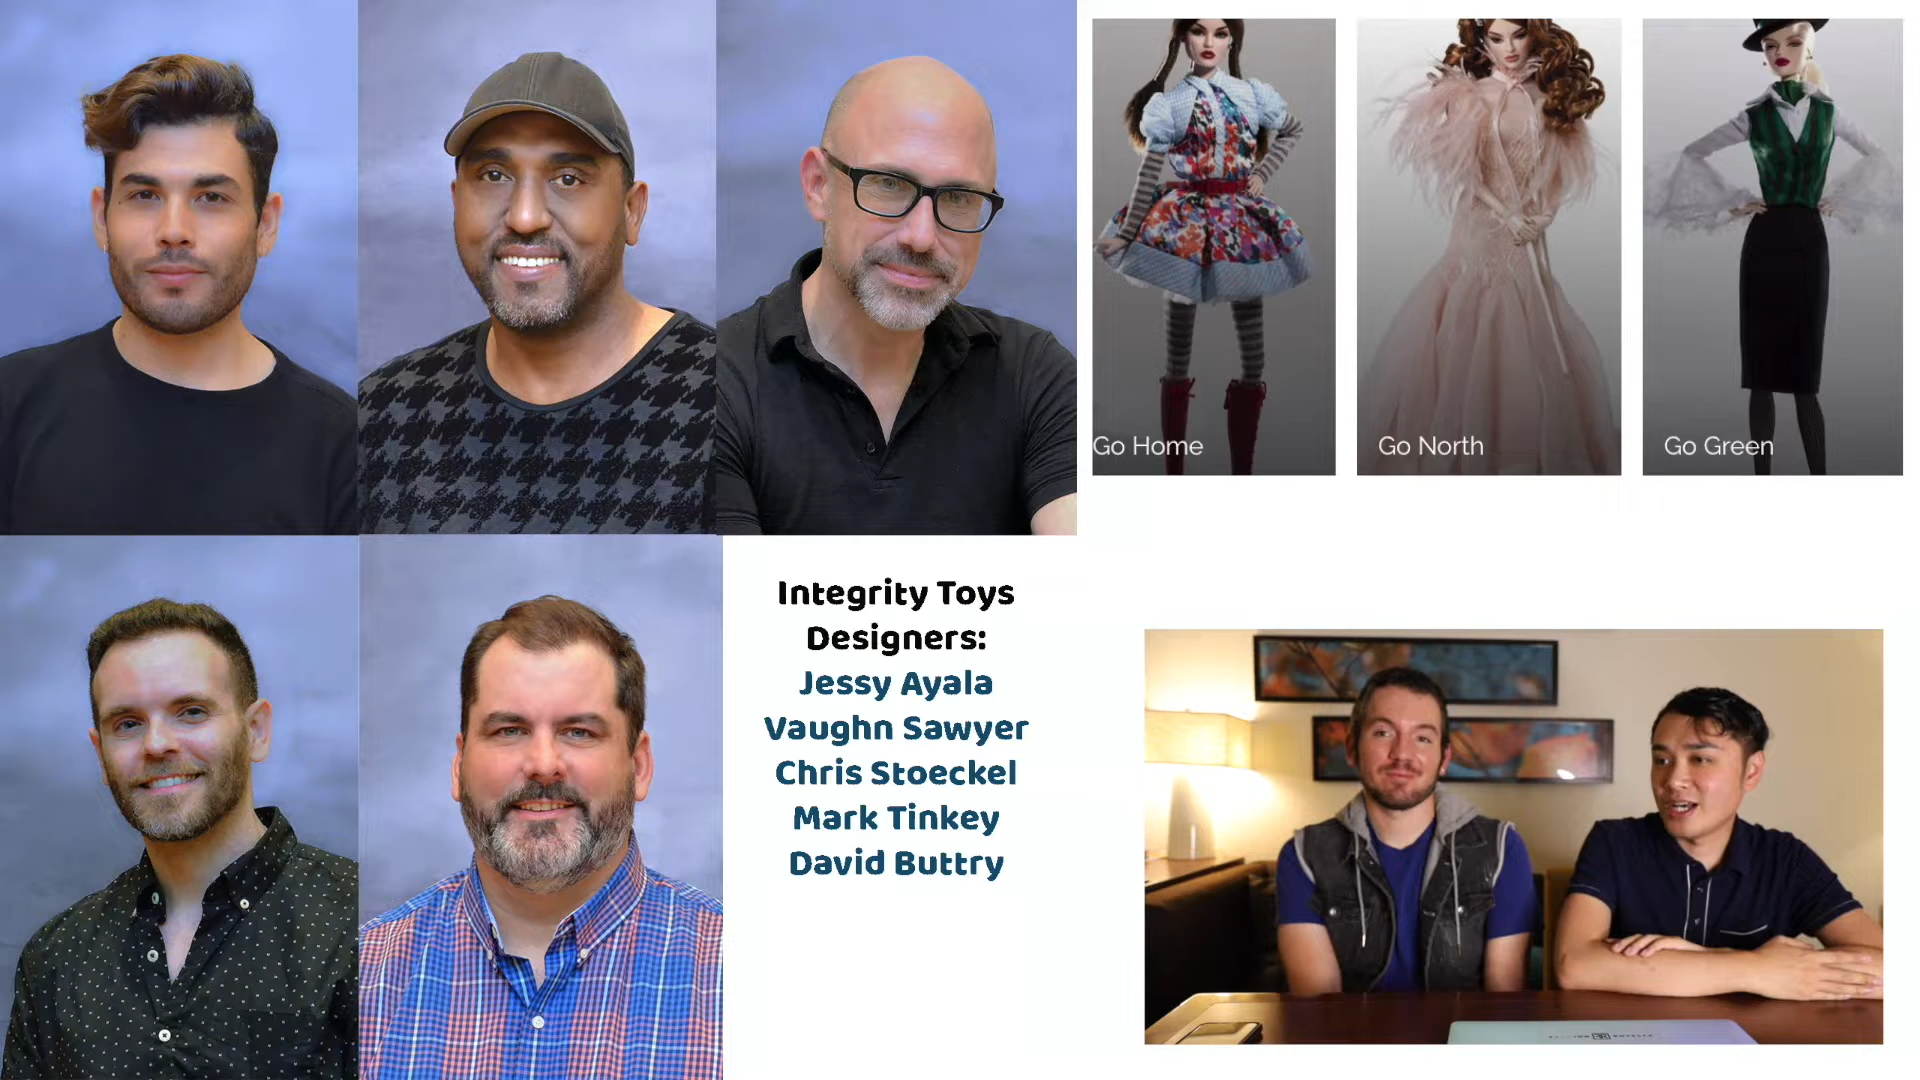 Go Home
Go North
Go Green
Integrity Toys
Designers:
Jessy Ayala
Vaughn Sawyer
Chris Stoeckel
Mark Tinkey
David Buttry